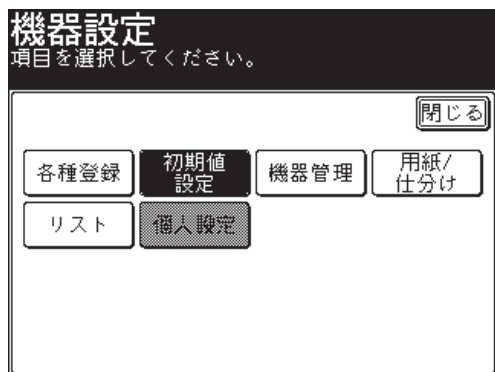 機器設定
項目を選択してください。
閉じる
各種登録
初期値
設定
機器管理
用紙/
仕分け
リスト
個人設定